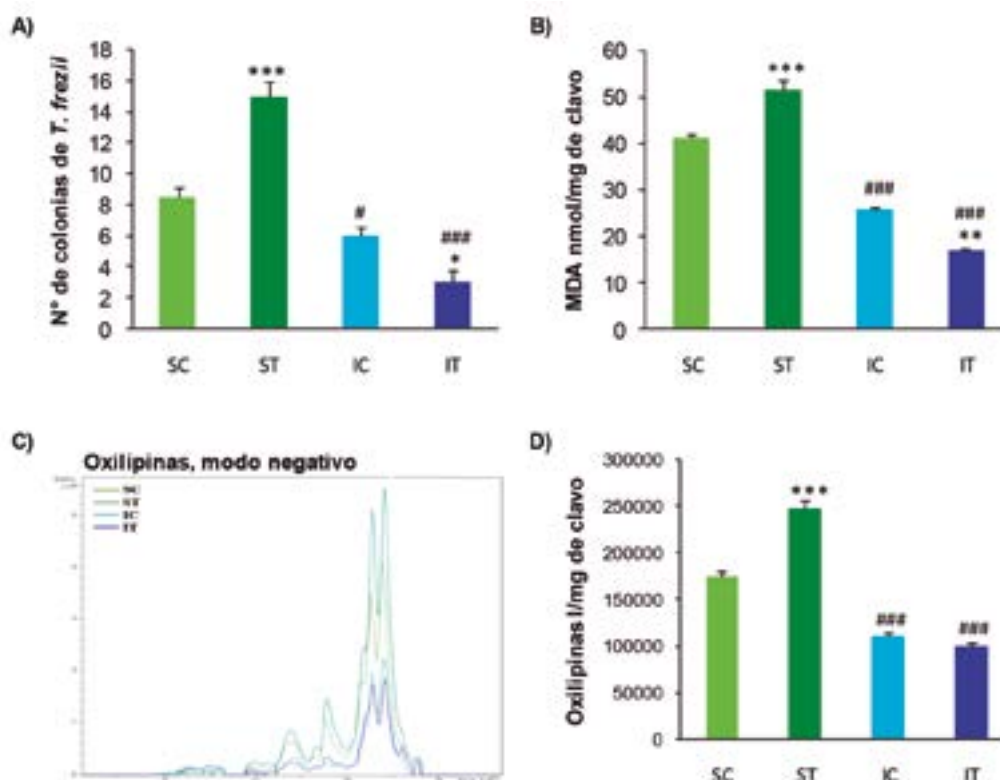 A)
N° de colonias de T. frezii
18
16
14
12
10
8
6
4
2
0
***
#
###
*
SC ST IC IT
B)
MDA nmol/mg de clavo
60
50
40
30
20
10
0
***
###
###
**
SC ST IC IT
C)
Oxilipinas, modo negativo
SC
ST
IC
IT
D)
Oxilipinas I/mg de clavo
300000
250000
200000
150000
100000
50000
0
***
###
###
SC ST IC IT